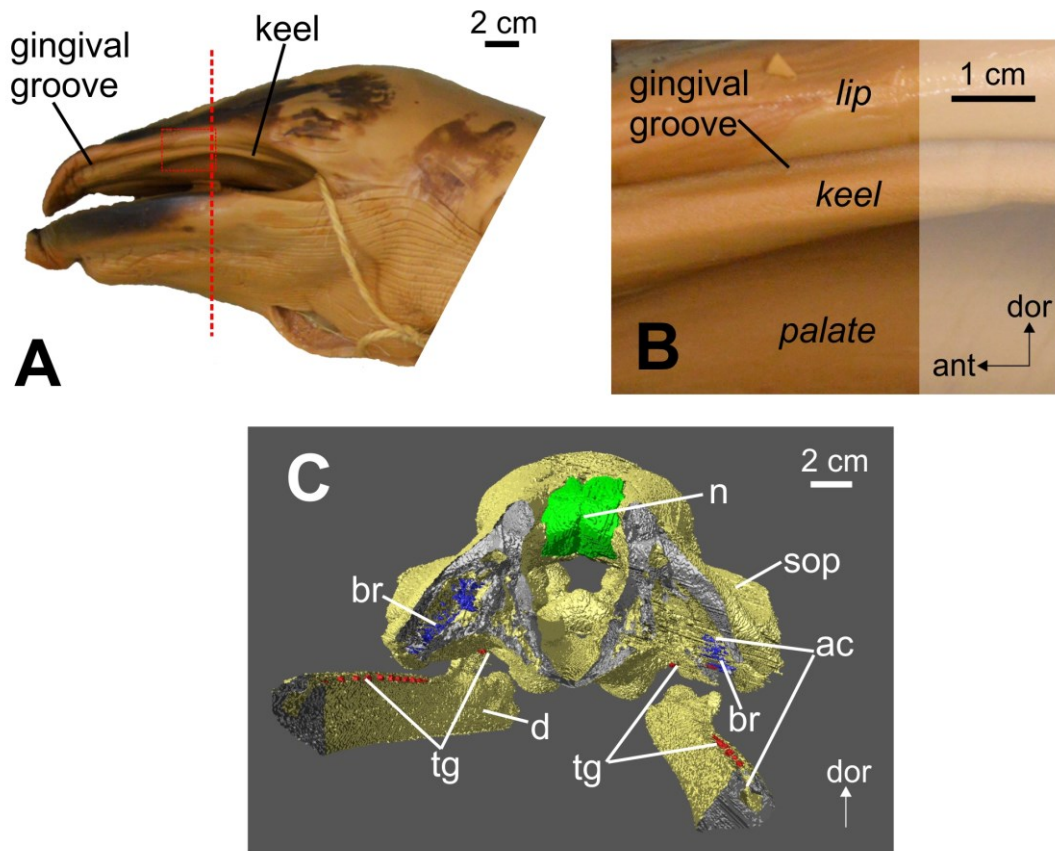 2 cm
keel
gingival
groove
A
1 cm
gingival
groove
lip
keel
palate
dor
ant
B
C
2 cm
n
sop
br
ac
br
d
tg
tg
dor